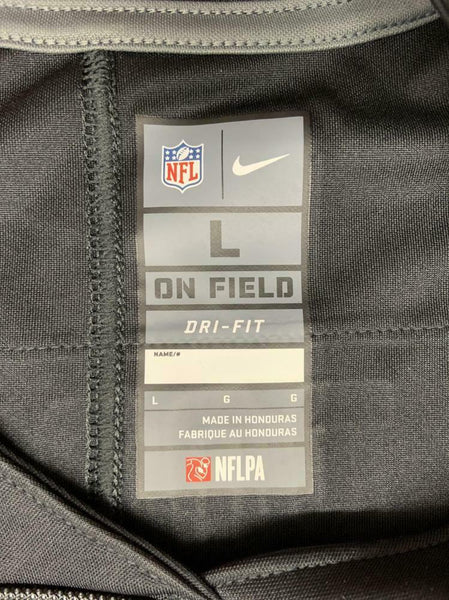 NFL
L
ON FIELD
DRI-FIT
NAME/#
L G G
MADE IN HONDURAS
FABRIQUE AU HONDURAS
NFLPA